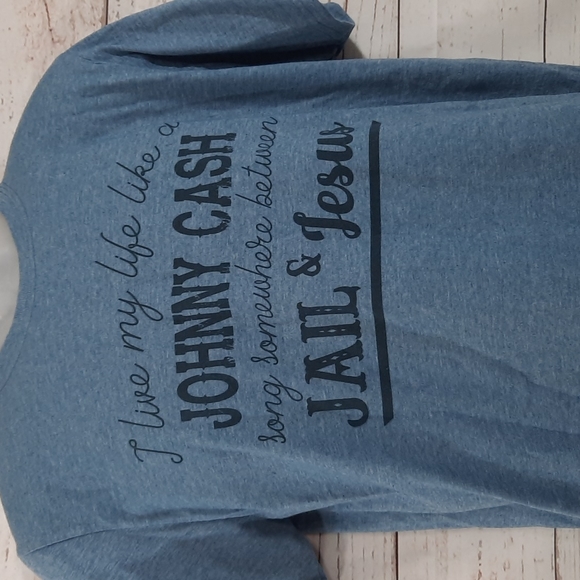 I live my life like a
JOHNNY CASH
song somewhere between
JAIL & Jesus